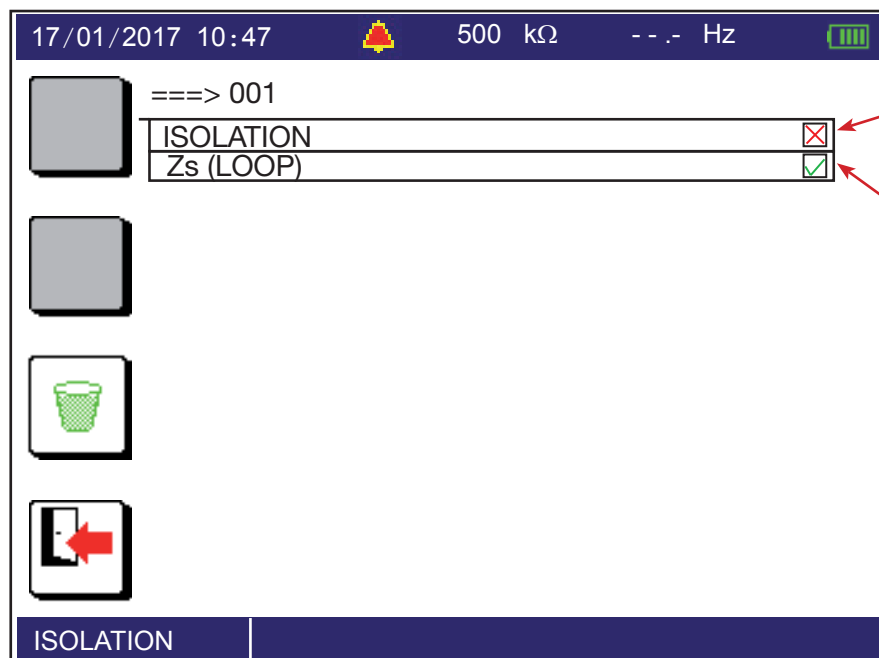 17/01/2017 10:47 500 kΩ - - .- Hz
===> 001
ISOLATION
Zs (LOOP)
ISOLATION